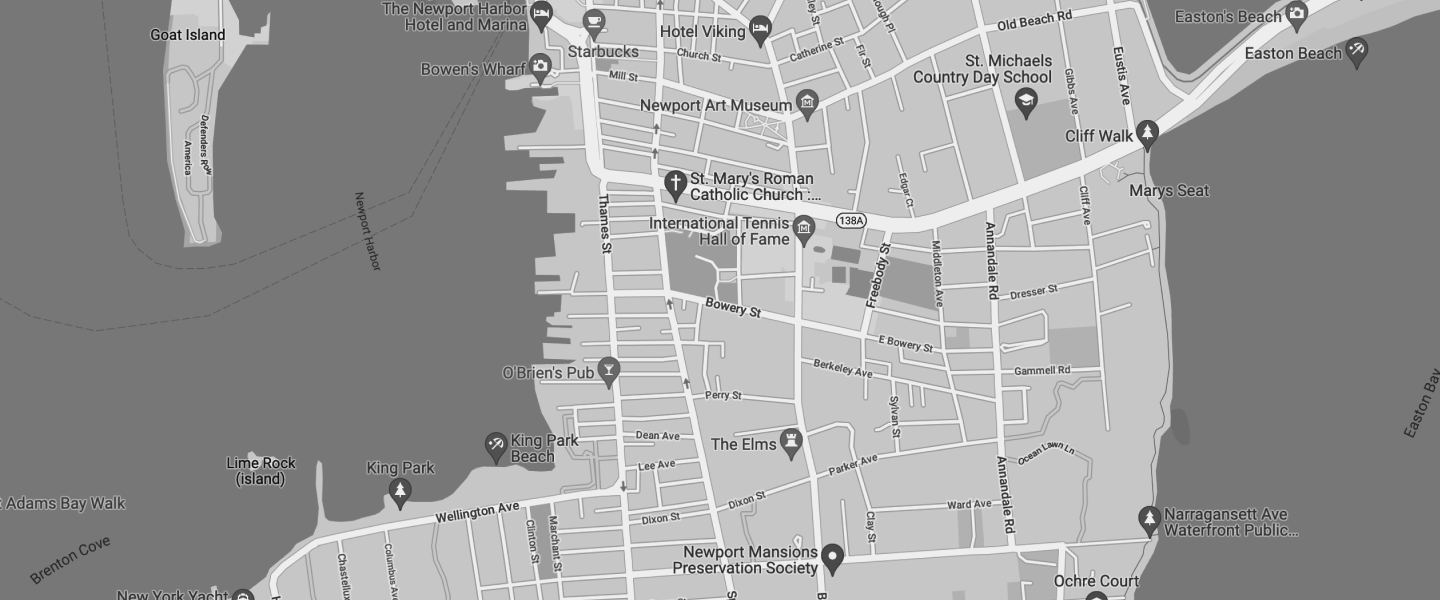 The Newport Harbor
Hotel and Marina
Goat Island
Starbucks
Hotel Viking
Old Beach Rd
Easton's Beach
Easton Beach
Church St
Catherine St
Fir St
Bowen's Wharf
Mill St
St. Michaels
Country Day School
Gibbs Ave
Eustis Ave
Newport Art Museum
Cliff Walk
Defenders Row
America
St. Mary's Roman
Catholic Church :...
Edgar Ct
Cliff Ave
Marys Seat
Newport Harbor
Thames St
138A
International Tennis
Hall of Fame
Freebody St
Middleton Ave
Annandale Rd
Dresser St
Bowery St
E Bowery St
O'Brien's Pub
Berkeley Ave
Gammell Rd
Easton Bay
Perry St
Sylvan St
King Park
Beach
Dean Ave
The Elms
Lime Rock
(island)
King Park
Lee Ave
Parker Ave
Ocean Lawn Ln
Annandale Rd
Adams Bay Walk
Wellington Ave
Dixon St
Dixon St
Ward Ave
Narragansett Ave
Waterfront Public...
Clinton St
Marchant St
Clay St
Brenton Cove
Chastellux
Columbus Ave
Newport Mansions
Preservation Society
Ochre Court
New York Yacht